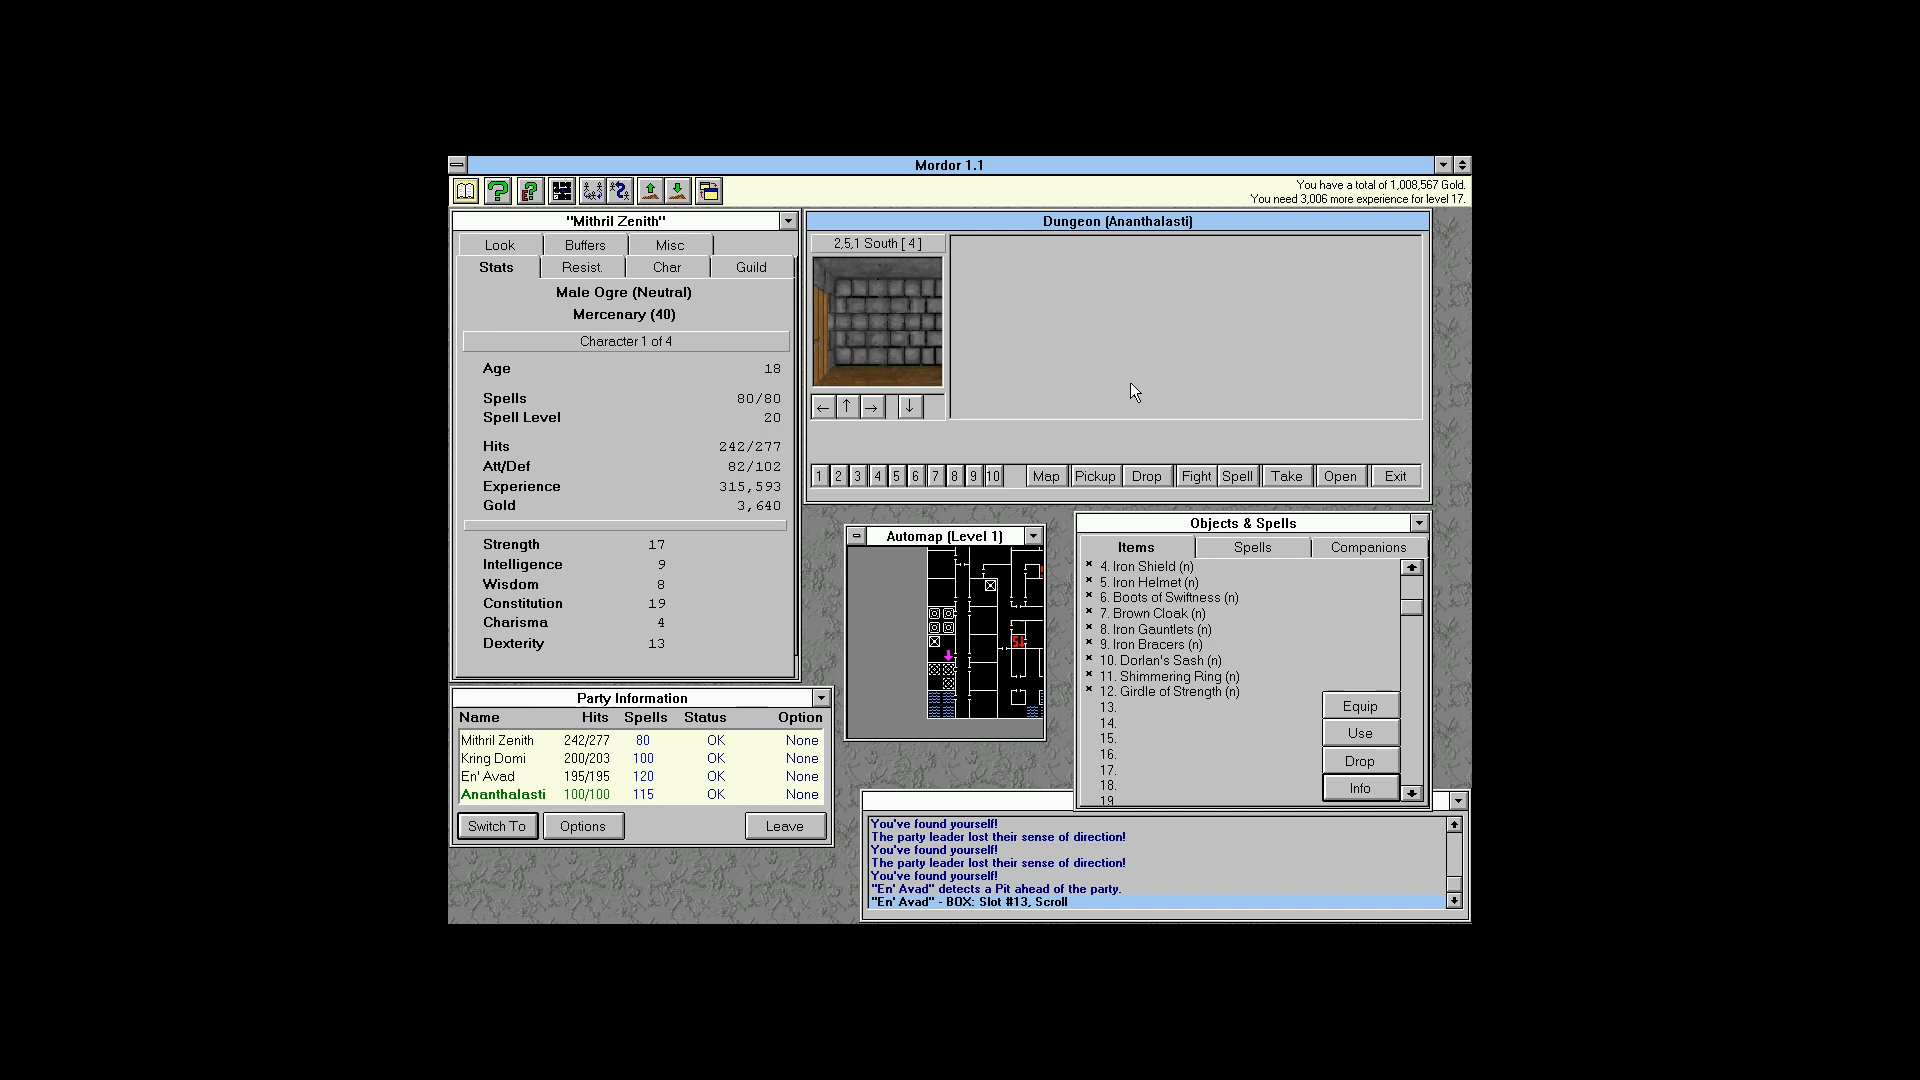 Mordor 1.1
You have a total of 1,008,567 Gold.
You need 3,006 more experience for level 17.
"Mithril Zenith"
Look Buffers Misc
Stats Resist. Char Guild
Male Ogre (Neutral)
Mercenary (40)
Character 1 of 4
Age 18
Spells 80/80
Spell Level 20
Hits 242/277
Att/Def 82/102
Experience 315,593
Gold 3,640
Strength 17
Intelligence 9
Wisdom 8
Constitution 19
Charisma 4
Dexterity 13
Party Information
Name Hits Spells Status Option
Mithril Zenith 242/277 80 OK None
Kring Domi 200/203 100 OK None
En' Avad 195/195 120 OK None
Ananthalasti 100/100 115 OK None
Switch To Options Leave
Dungeon (Ananthalasti)
2,5,1 South [ 4 ]
1 2 3 4 5 6 7 8 9 10 Map Pickup Drop Fight Spell Take Open Exit
Automap (Level 1)
Objects & Spells
Items Spells Companions
4. Iron Shield (n)
5. Iron Helmet (n)
6. Boots of Swiftness (n)
7. Brown Cloak (n)
8. Iron Gauntlets (n)
9. Iron Bracers (n)
10. Dorlan's Sash (n)
11. Shimmering Ring (n)
12. Girdle of Strength (n)
13.
14.
15.
16.
17.
18.
19
Equip
Use
Drop
Info
You've found yourself!
The party leader lost their sense of direction!
You've found yourself!
The party leader lost their sense of direction!
You've found yourself!
"En' Avad" detects a Pit ahead of the party.
"En' Avad" - BOX: Slot #13, Scroll